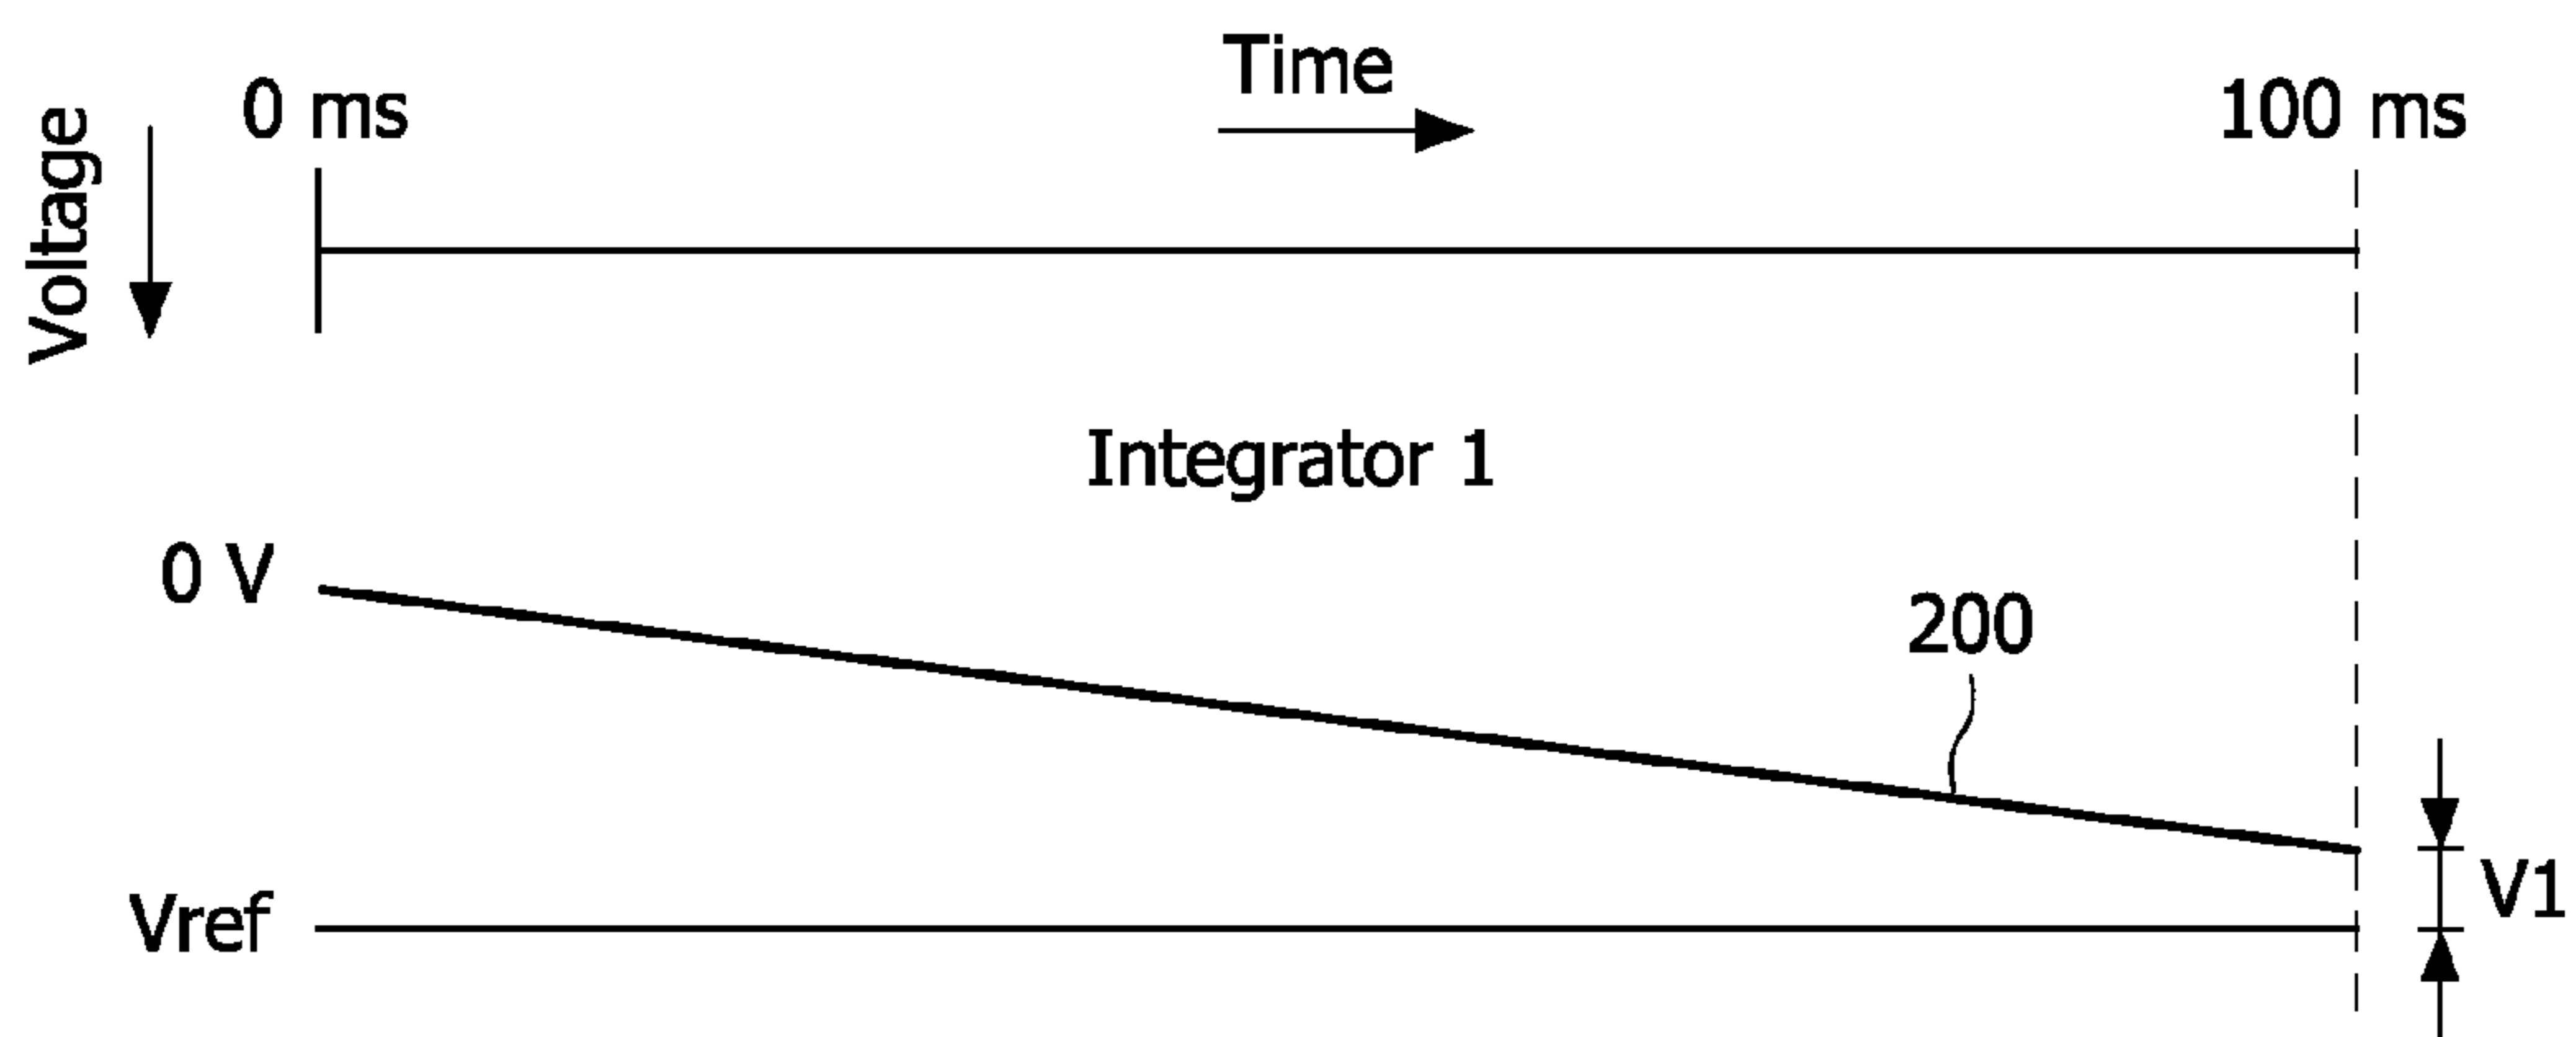 Time
Voltage
0 ms
100 ms
Integrator 1
0 V
200
V1
Vref